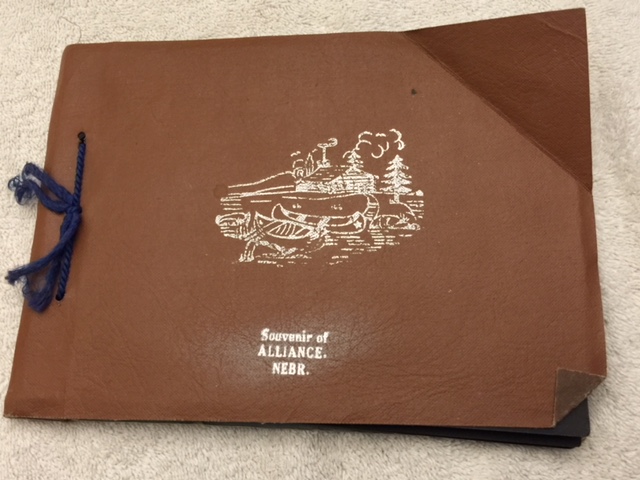 Souvenir of
ALLIANCE.
NEBR.